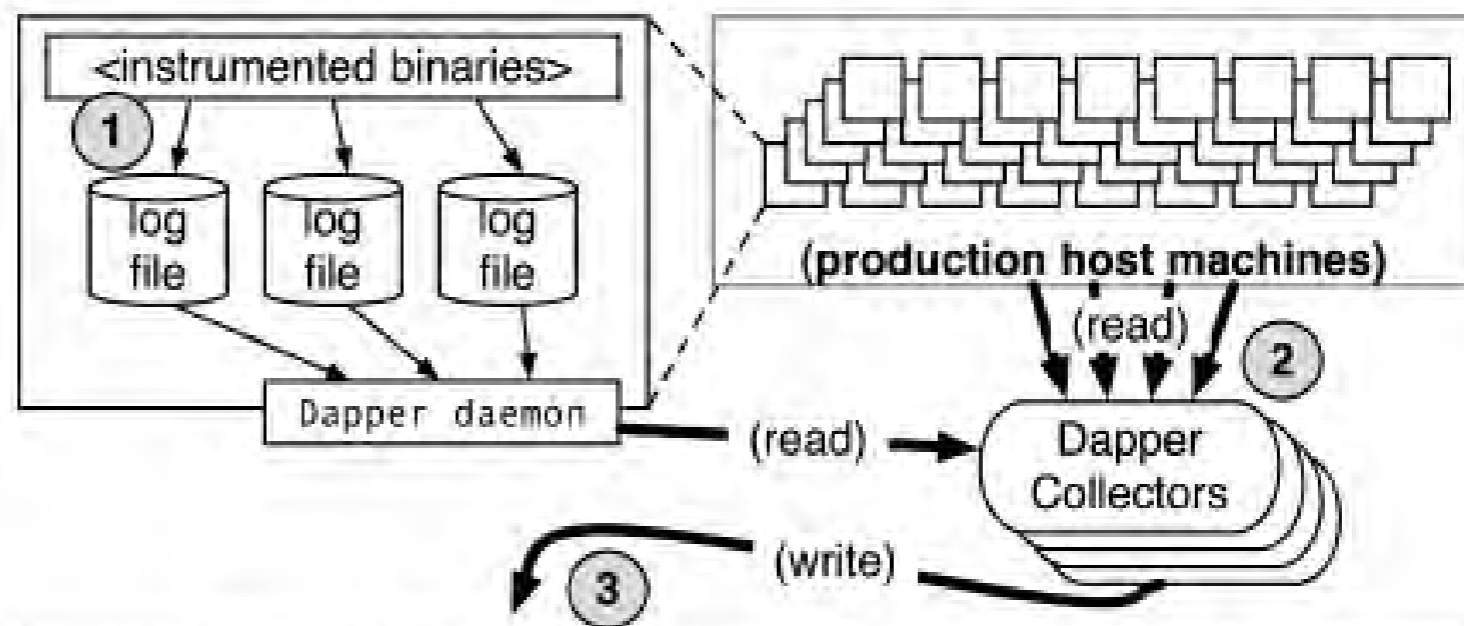 <instrumented binaries>
1
log
file
log
file
log
file
Dapper daemon
(production host machines)
(read)
2
(read)
Dapper
Collectors
(write)
3